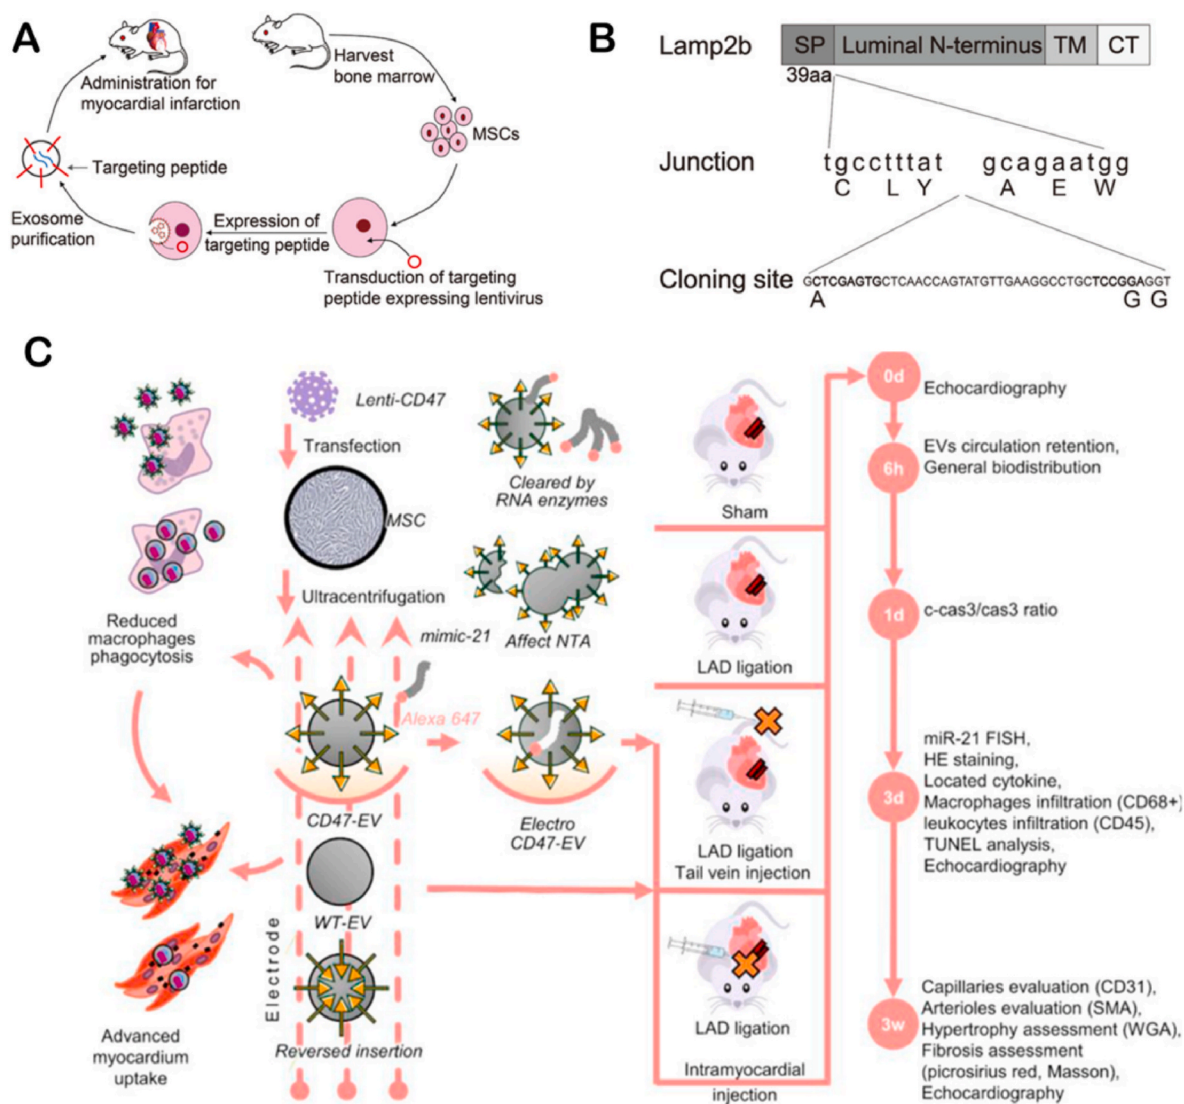 A
Administration for
myocardial infarction
Harvest
bone marrow
MSCs
Targeting peptide
Exosome
purification
Expression of
targeting peptide
Transduction of targeting
peptide expressing lentivirus
B
Lamp2b
SP
Luminal N-terminus
TM
CT
39aa
Junction
tgcctttat gcagaatgg
C L Y A E W
Cloning site
GCTCGAGTGCTCAACCAGTATGTTGAAGGCCTGCTCCGGAGGT
A G G
C
Lenti-CD47
Transfection
MSC
Ultracentrifugation
Reduced
macrophages
phagocytosis
mimic-21
Alexa 647
CD47-EV
WT-EV
Electrode
Reversed insertion
Advanced
myocardium
uptake
Cleared by
RNA enzymes
Affect NTA
Electro
CD47-EV
Sham
LAD ligation
LAD ligation
Tail vein injection
LAD ligation
Intramyocardial
injection
0d
Echocardiography
6h
EVs circulation retention,
General biodistribution
1d
c-cas3/cas3 ratio
3d
miR-21 FISH,
HE staining,
Located cytokine,
Macrophages infiltration (CD68+)
leukocytes infiltration (CD45),
TUNEL analysis,
Echocardiography
3w
Capillaries evaluation (CD31),
Arterioles evaluation (SMA),
Hypertrophy assessment (WGA),
Fibrosis assessment
(picrosirius red, Masson),
Echocardiography